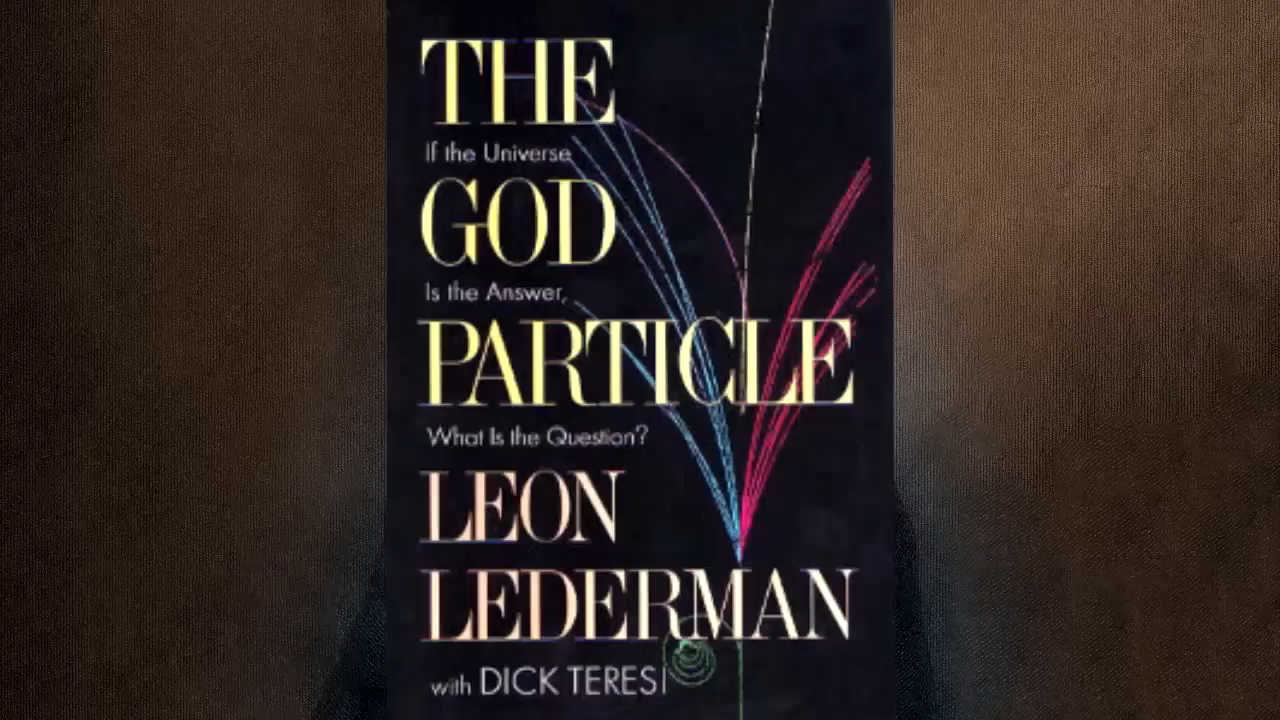 THE
If the Universe
GOD
Is the Answer,
PARTICLE
What Is the Question?
LEON
LEDERMAN
with DICK TERESI